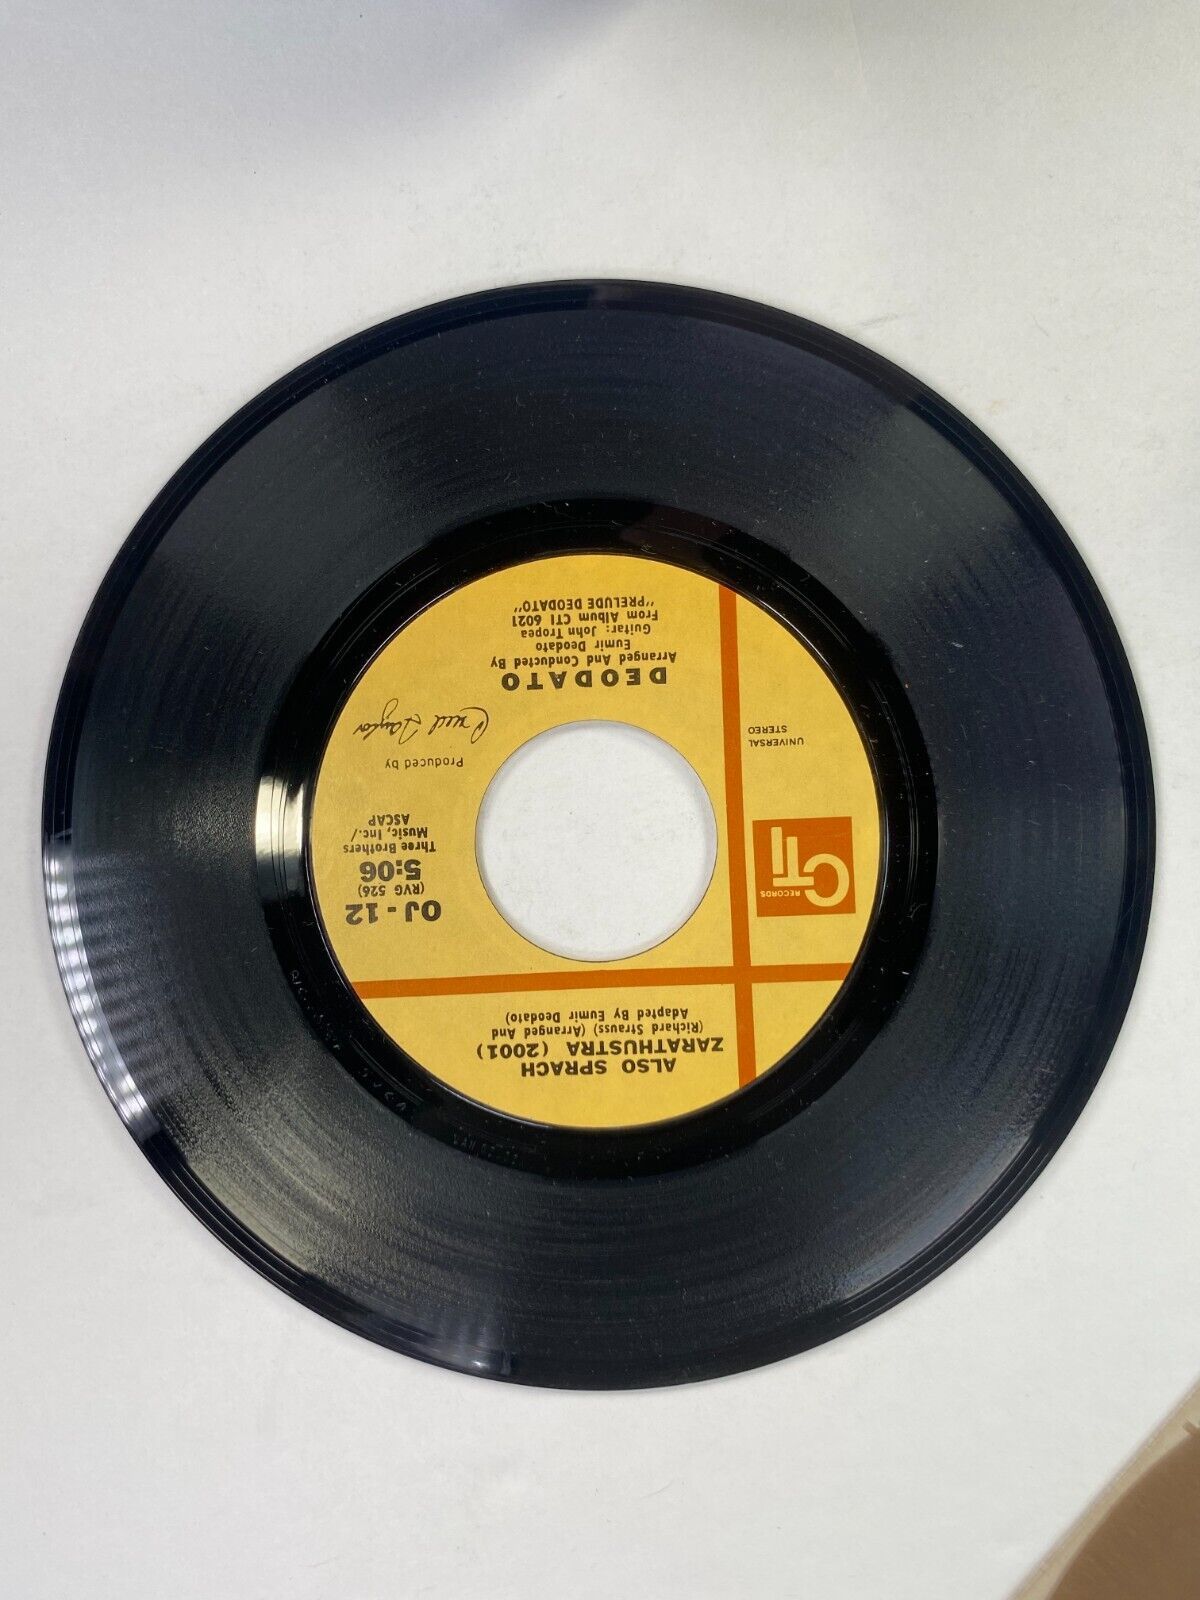 ALSO SPRACH
ZARATHUSTRA (2001)
(Richard Strauss) (Arranged And
Adapted By Eumir Deodato)
CTI
RECORDS
OJ - 12
(RVG 526)
5:06
Three Brothers
Music, Inc./
ASCAP
UNIVERSAL
STEREO
Produced by
Creed Taylor
DEODATO
Arranged And Conducted By
Eumir Deodato
Guitar: John Tropea
From Album CTI 6021
"PRELUDE DEODATO"